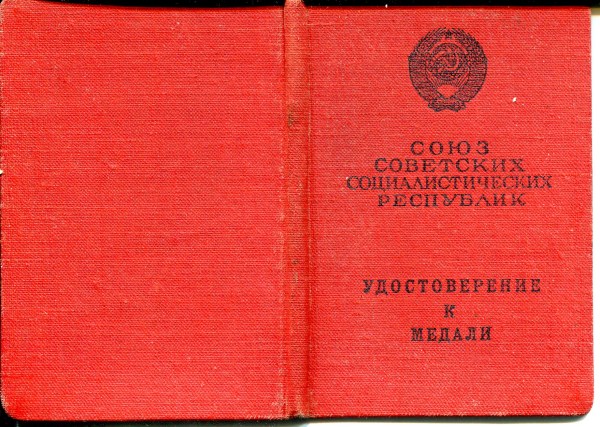 СОЮЗ
СОВЕТСКИХ
СОЦИАЛИСТИЧЕСКИХ
РЕСПУБЛИК
УДОСТОВЕРЕНИЕ
К
МЕДАЛИ